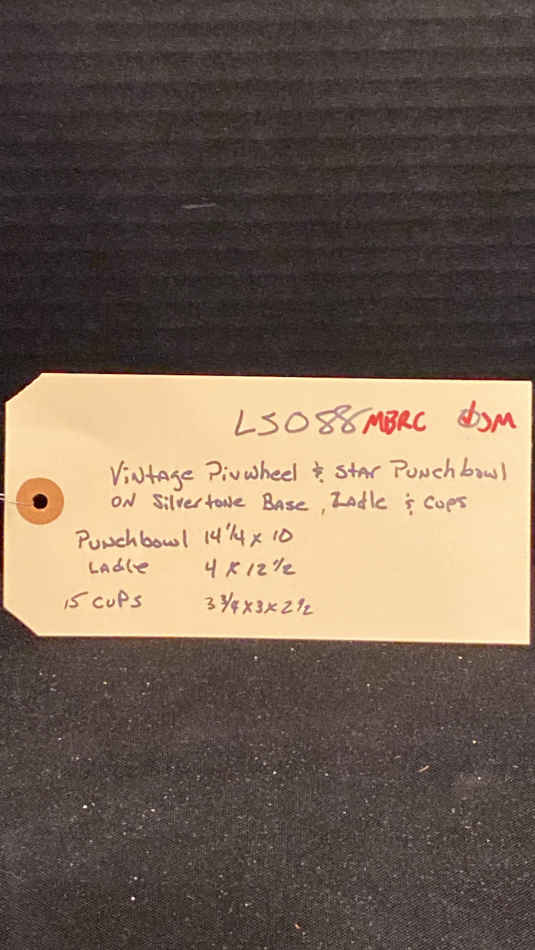 LS088 MBRC JM
Vintage Pinwheel & Star Punchbowl
on Silvertone Base, Ladle & Cups
Punchbowl 14 1/4 x 10
Ladle 4 x 12 1/2
15 cups 3 3/4 x 3 x 2 1/2